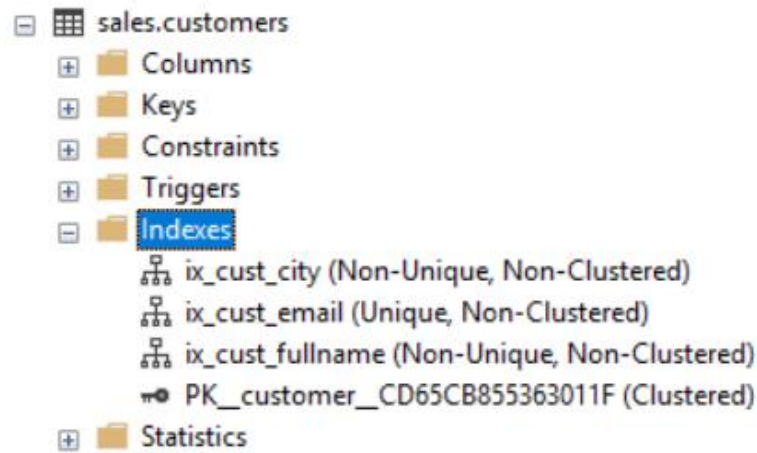 sales.customers
Columns
Keys
Constraints
Triggers
Indexes
ix_cust_city (Non-Unique, Non-Clustered)
ix_cust_email (Unique, Non-Clustered)
ix_cust_fullname (Non-Unique, Non-Clustered)
PK__customer__CD65CB855363011F (Clustered)
Statistics